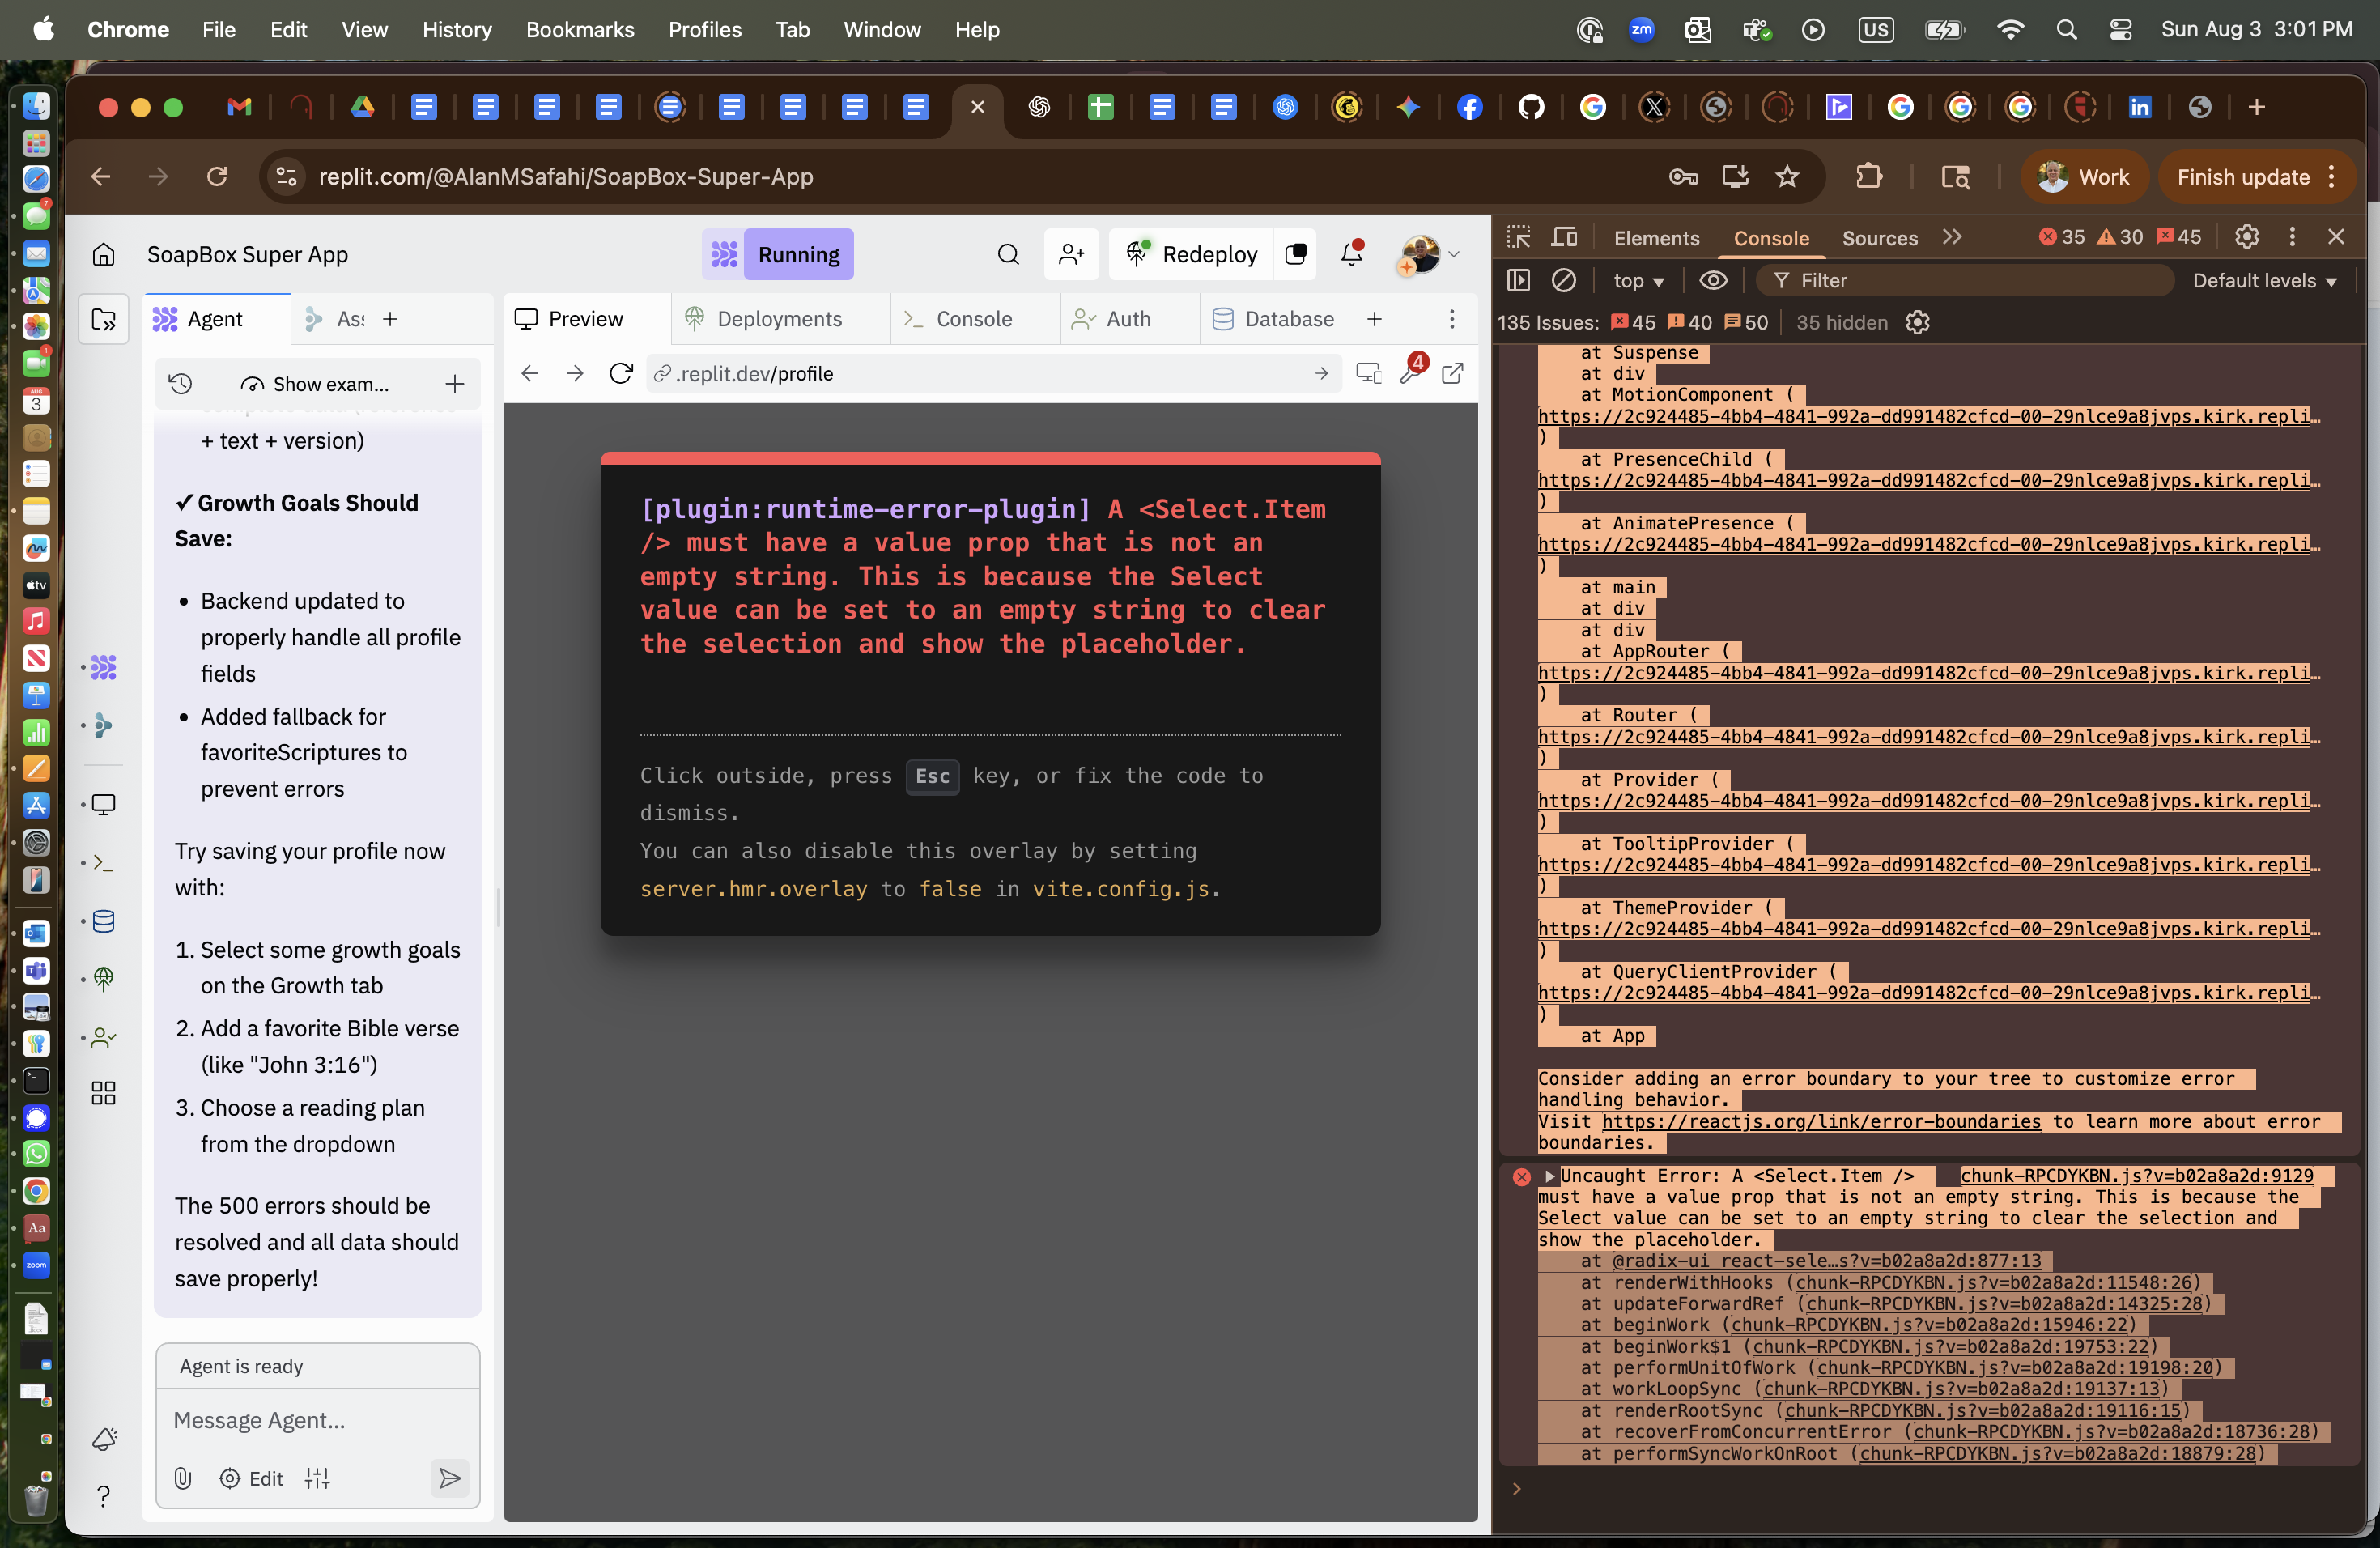 Chrome File Edit View History Bookmarks Profiles Tab Window Help
zm US Sun Aug 3 3:01 PM
replit.com/@AlanMSafahi/SoapBox-Super-App
Work
Finish update
SoapBox Super App
Running
Redeploy
Agent
Ass
Show exam...
+ text + version)
✓ Growth Goals Should
Save:
• Backend updated to
properly handle all profile
fields
• Added fallback for
favoriteScriptures to
prevent errors
Try saving your profile now
with:
1. Select some growth goals
on the Growth tab
2. Add a favorite Bible verse
(like "John 3:16")
3. Choose a reading plan
from the dropdown
The 500 errors should be
resolved and all data should
save properly!
Agent is ready
Message Agent...
Edit
Preview Deployments Console Auth Database
.replit.dev/profile
4
[plugin:runtime-error-plugin] A <Select.Item
/> must have a value prop that is not an
empty string. This is because the Select
value can be set to an empty string to clear
the selection and show the placeholder.
Click outside, press Esc key, or fix the code to
dismiss.
You can also disable this overlay by setting
server.hmr.overlay to false in vite.config.js.
Elements Console Sources 35 30 45
top Filter Default levels
135 Issues: 45 40 50 35 hidden
at Suspense
at div
at MotionComponent (
https://2c924485-4bb4-4841-992a-dd991482cfcd-00-29nlce9a8jvps.kirk.repli…
)
at PresenceChild (
https://2c924485-4bb4-4841-992a-dd991482cfcd-00-29nlce9a8jvps.kirk.repli…
)
at AnimatePresence (
https://2c924485-4bb4-4841-992a-dd991482cfcd-00-29nlce9a8jvps.kirk.repli…
)
at main
at div
at div
at AppRouter (
https://2c924485-4bb4-4841-992a-dd991482cfcd-00-29nlce9a8jvps.kirk.repli…
)
at Router (
https://2c924485-4bb4-4841-992a-dd991482cfcd-00-29nlce9a8jvps.kirk.repli…
)
at Provider (
https://2c924485-4bb4-4841-992a-dd991482cfcd-00-29nlce9a8jvps.kirk.repli…
)
at TooltipProvider (
https://2c924485-4bb4-4841-992a-dd991482cfcd-00-29nlce9a8jvps.kirk.repli…
)
at ThemeProvider (
https://2c924485-4bb4-4841-992a-dd991482cfcd-00-29nlce9a8jvps.kirk.repli…
)
at QueryClientProvider (
https://2c924485-4bb4-4841-992a-dd991482cfcd-00-29nlce9a8jvps.kirk.repli…
)
at App
Consider adding an error boundary to your tree to customize error
handling behavior.
Visit https://reactjs.org/link/error-boundaries to learn more about error
boundaries.
Uncaught Error: A <Select.Item /> chunk-RPCDYKBN.js?v=b02a8a2d:9129
must have a value prop that is not an empty string. This is because the
Select value can be set to an empty string to clear the selection and
show the placeholder.
at @radix-ui_react-sele…s?v=b02a8a2d:877:13
at renderWithHooks (chunk-RPCDYKBN.js?v=b02a8a2d:11548:26)
at updateForwardRef (chunk-RPCDYKBN.js?v=b02a8a2d:14325:28)
at beginWork (chunk-RPCDYKBN.js?v=b02a8a2d:15946:22)
at beginWork$1 (chunk-RPCDYKBN.js?v=b02a8a2d:19753:22)
at performUnitOfWork (chunk-RPCDYKBN.js?v=b02a8a2d:19198:20)
at workLoopSync (chunk-RPCDYKBN.js?v=b02a8a2d:19137:13)
at renderRootSync (chunk-RPCDYKBN.js?v=b02a8a2d:19116:15)
at recoverFromConcurrentError (chunk-RPCDYKBN.js?v=b02a8a2d:18736:28)
at performSyncWorkOnRoot (chunk-RPCDYKBN.js?v=b02a8a2d:18879:28)